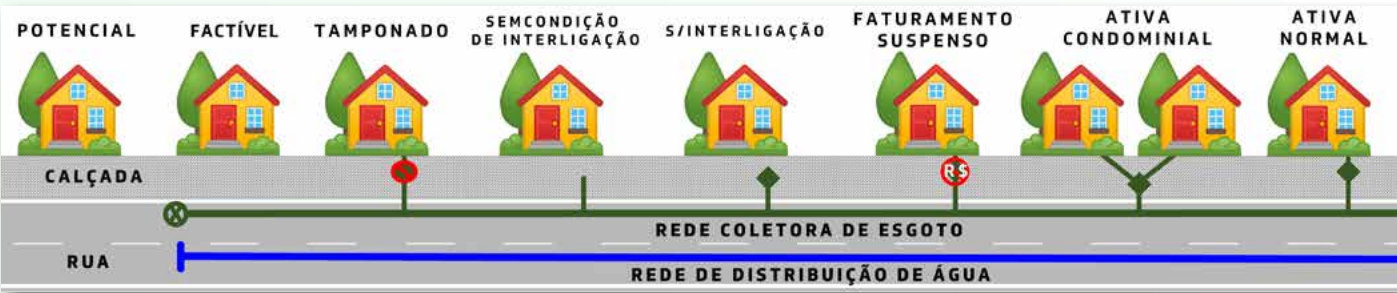 POTENCIAL
FACTÍVEL
TAMPONADO
SEMCONDIÇÃO
DE INTERLIGAÇÃO
S/INTERLIGAÇÃO
FATURAMENTO
SUSPENSO
ATIVA
CONDOMINIAL
ATIVA
NORMAL
CALÇADA
R$
X
REDE COLETORA DE ESGOTO
RUA
REDE DE DISTRIBUIÇÃO DE ÁGUA